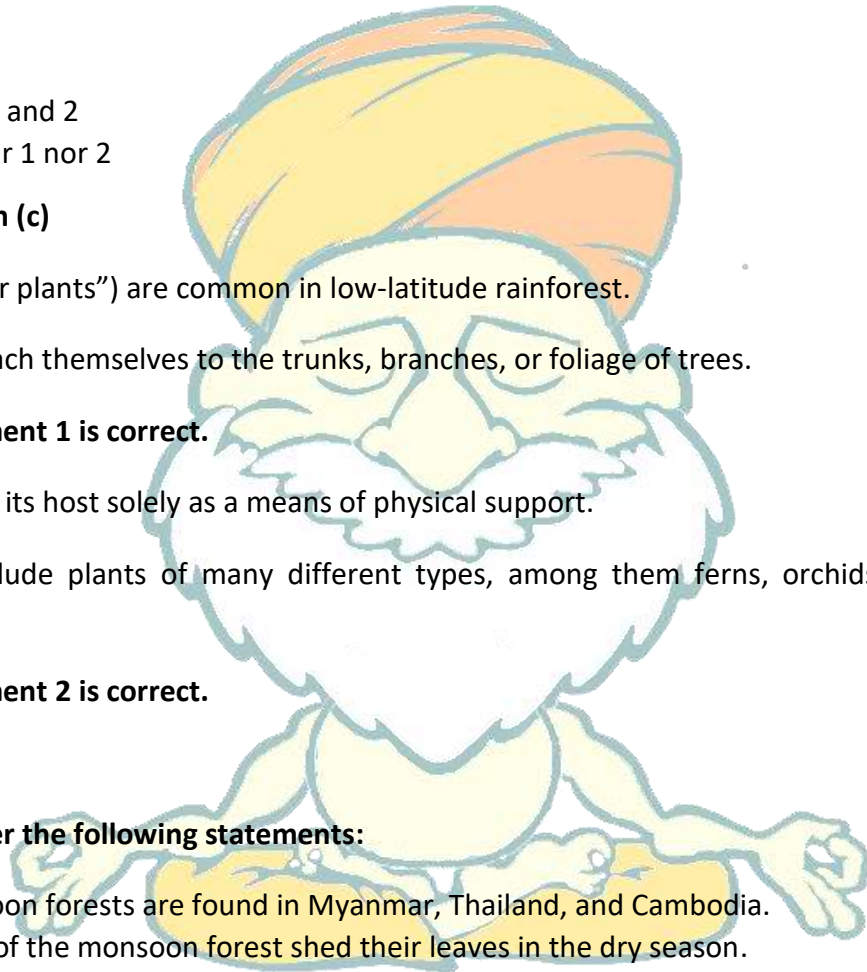 and 2
r 1 nor 2
n (c)
r plants”) are common in low-latitude rainforest.
ach themselves to the trunks, branches, or foliage of trees.
ment 1 is correct.
its host solely as a means of physical support.
lude plants of many different types, among them ferns, orchids
ment 2 is correct.
er the following statements:
oon forests are found in Myanmar, Thailand, and Cambodia.
of the monsoon forest shed their leaves in the dry season.